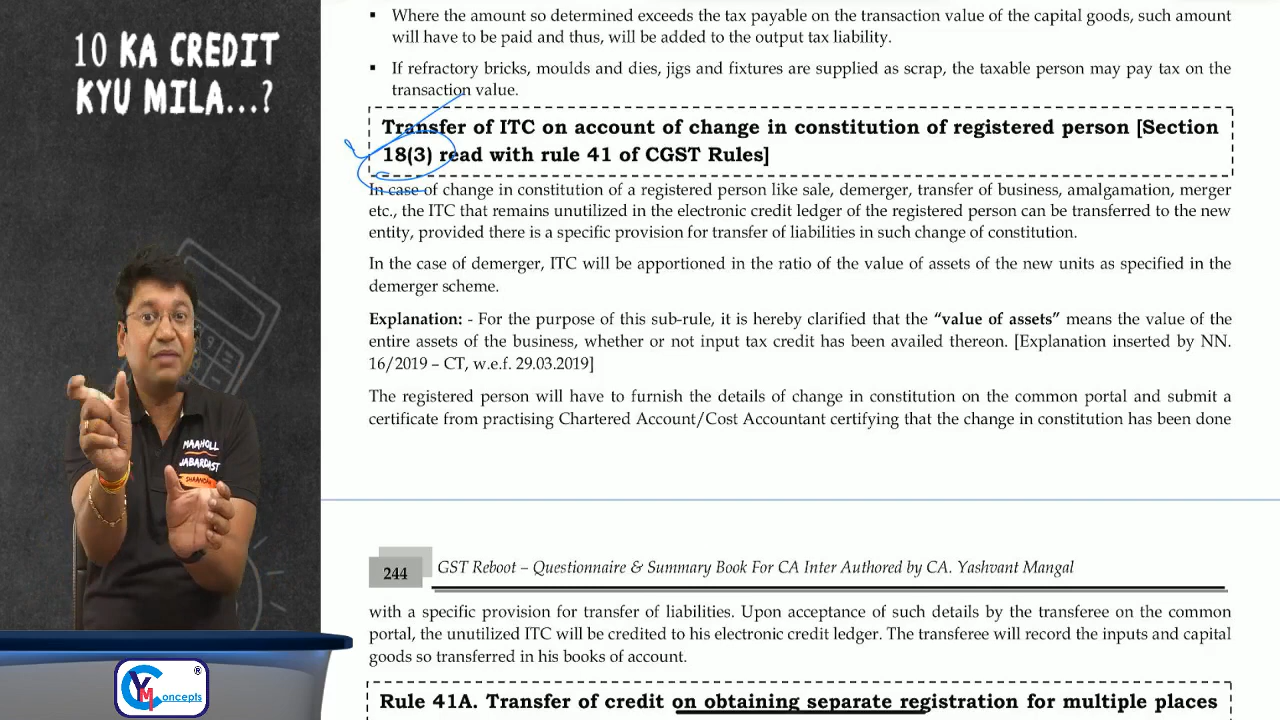 10 KA CREDIT
KYU MILA...?
▪ Where the amount so determined exceeds the tax payable on the transaction value of the capital goods, such amount
will have to be paid and thus, will be added to the output tax liability.
▪ If refractory bricks, moulds and dies, jigs and fixtures are supplied as scrap, the taxable person may pay tax on the
transaction value.
Transfer of ITC on account of change in constitution of registered person [Section
18(3) read with rule 41 of CGST Rules]
In case of change in constitution of a registered person like sale, demerger, transfer of business, amalgamation, merger
etc., the ITC that remains unutilized in the electronic credit ledger of the registered person can be transferred to the new
entity, provided there is a specific provision for transfer of liabilities in such change of constitution.
In the case of demerger, ITC will be apportioned in the ratio of the value of assets of the new units as specified in the
demerger scheme.
Explanation: - For the purpose of this sub-rule, it is hereby clarified that the “value of assets” means the value of the
entire assets of the business, whether or not input tax credit has been availed thereon. [Explanation inserted by NN.
16/2019 – CT, w.e.f. 29.03.2019]
The registered person will have to furnish the details of change in constitution on the common portal and submit a
certificate from practising Chartered Account/Cost Accountant certifying that the change in constitution has been done
244 GST Reboot – Questionnaire & Summary Book For CA Inter Authored by CA. Yashvant Mangal
with a specific provision for transfer of liabilities. Upon acceptance of such details by the transferee on the common
portal, the unutilized ITC will be credited to his electronic credit ledger. The transferee will record the inputs and capital
goods so transferred in his books of account.
Rule 41A. Transfer of credit on obtaining separate registration for multiple places
MAAHOLL
JABARDAST
SHAANDAR
YM Concepts ®